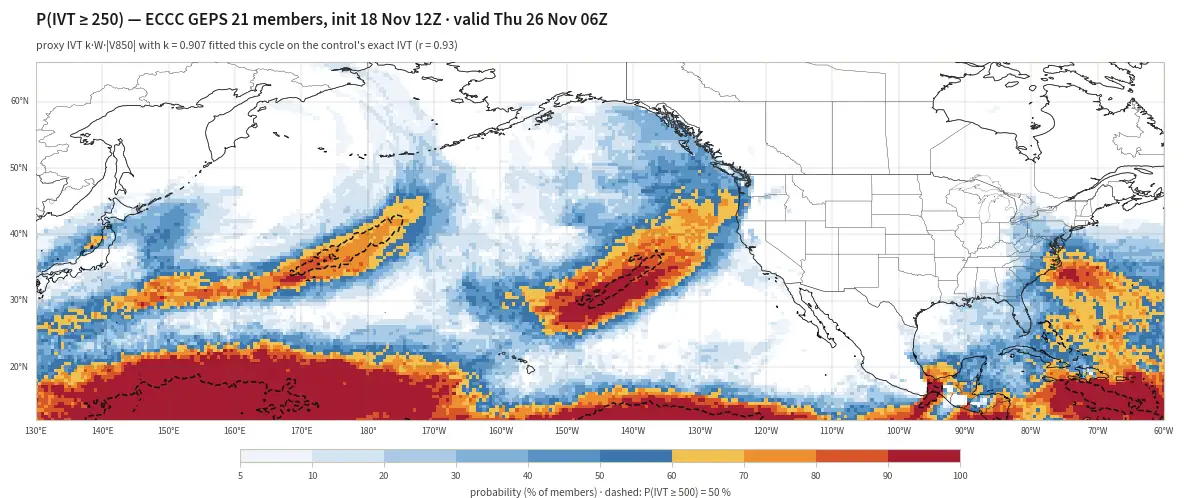 P(IVT ≥ 250) — ECCC GEPS 21 members, init 18 Nov 12Z · valid Thu 26 Nov 06Z
proxy IVT k·W·|V850| with k = 0.907 fitted this cycle on the control's exact IVT (r = 0.93)
60°N
50°N
40°N
30°N
20°N
130°E 140°E 150°E 160°E 170°E 180° 170°W 160°W 150°W 140°W 130°W 120°W 110°W 100°W 90°W 80°W 70°W 60°W
5 10 20 30 40 50 60 70 80 90 100
probability (% of members) · dashed: P(IVT ≥ 500) = 50 %